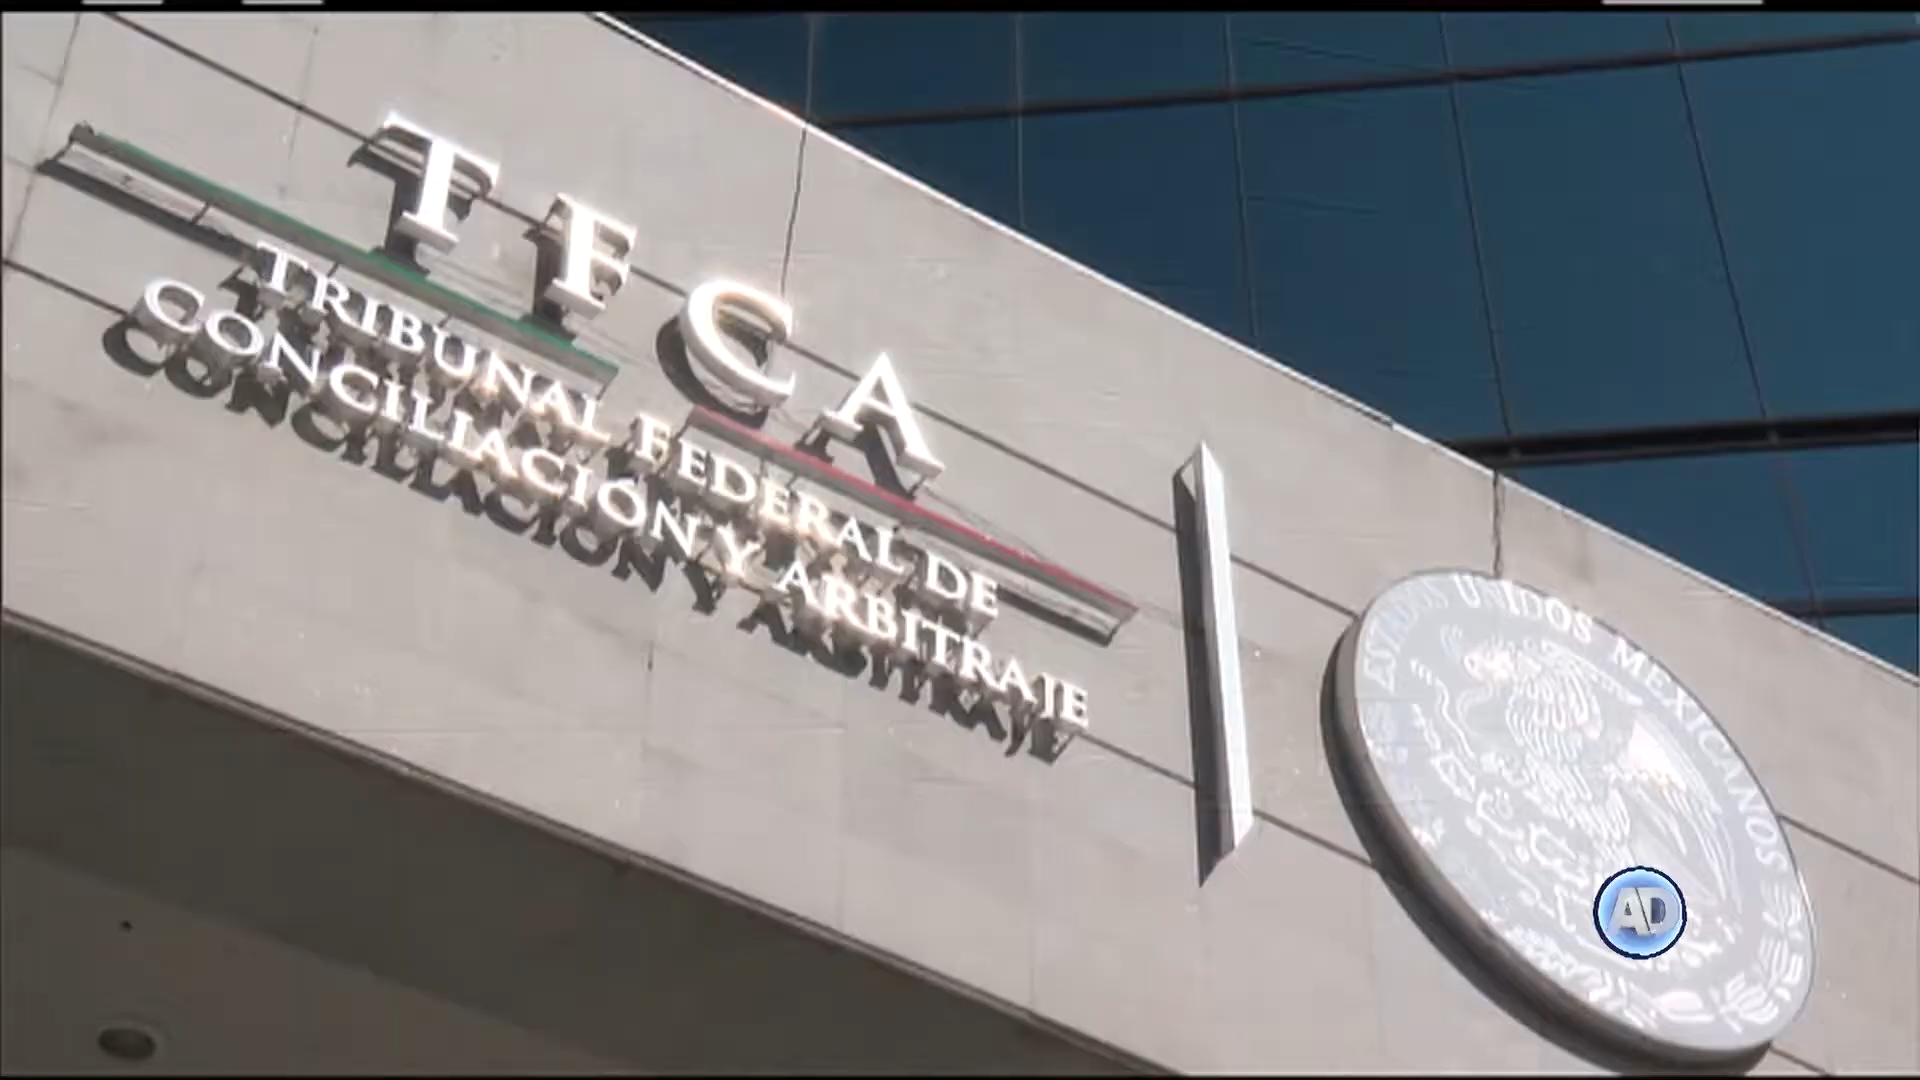 TFCA
TRIBUNAL FEDERAL DE
CONCILIACIÓN Y ARBITRAJE
ESTADOS UNIDOS MEXICANOS
AD